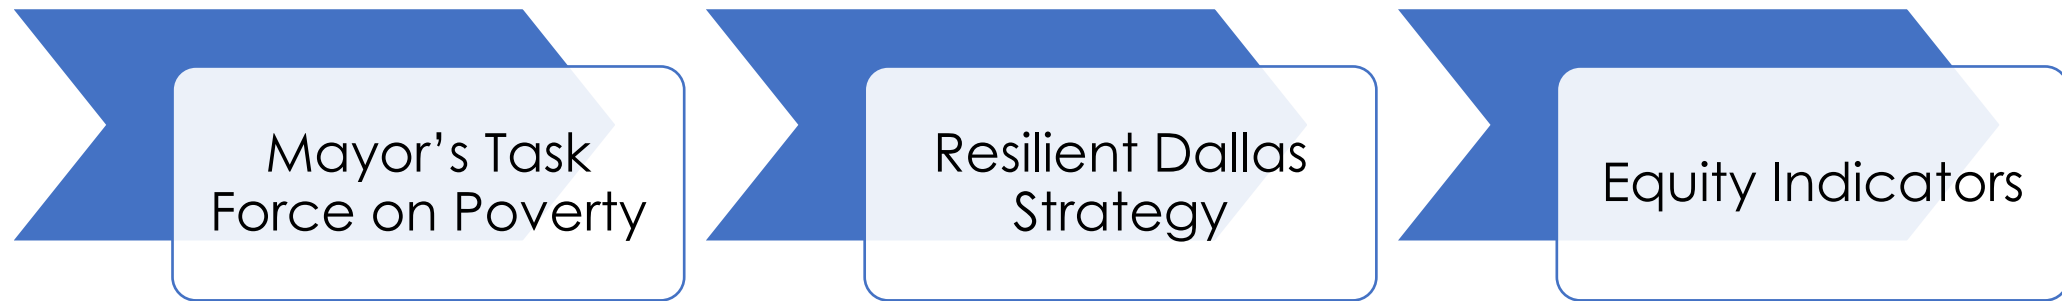 Mayor’s Task
Force on Poverty
Resilient Dallas
Strategy
Equity Indicators